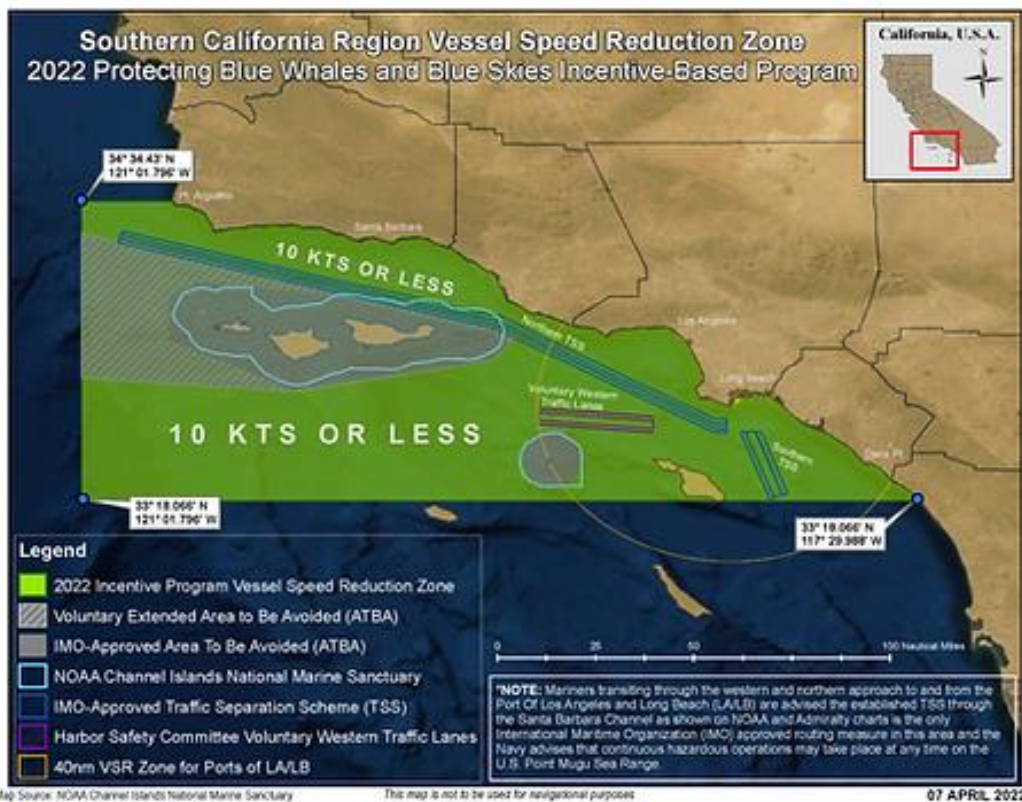 Southern California Region Vessel Speed Reduction Zone
2022 Protecting Blue Whales and Blue Skies Incentive-Based Program
California, U.S.A.
N
34° 34.43' N
121° 01.796' W
Pt. Arguello
Santa Barbara
10 KTS OR LESS
Northern TSS
Los Angeles
Long Beach
Voluntary Western
Traffic Lanes
10 KTS OR LESS
Southern
TSS
Dana Pt.
33° 18.066' N
121° 01.796' W
33° 18.066' N
117° 29.988' W
Legend
2022 Incentive Program Vessel Speed Reduction Zone
Voluntary Extended Area to Be Avoided (ATBA)
IMO-Approved Area To Be Avoided (ATBA)
NOAA Channel Islands National Marine Sanctuary
IMO-Approved Traffic Separation Scheme (TSS)
Harbor Safety Committee Voluntary Western Traffic Lanes
40nm VSR Zone for Ports of LA/LB
0 25 50 100 Nautical Miles
*NOTE: Mariners transiting through the western and northern approach to and from the
Port Of Los Angeles and Long Beach (LA/LB) are advised the established TSS through
the Santa Barbara Channel as shown on NOAA and Admiralty charts is the only
International Maritime Organization (IMO) approved routing measure in this area and the
Navy advises that continuous hazardous operations may take place at any time on the
U.S. Point Mugu Sea Range.
Map Source: NOAA Channel Islands National Marine Sanctuary
This map is not to be used for navigational purposes
07 APRIL 2022